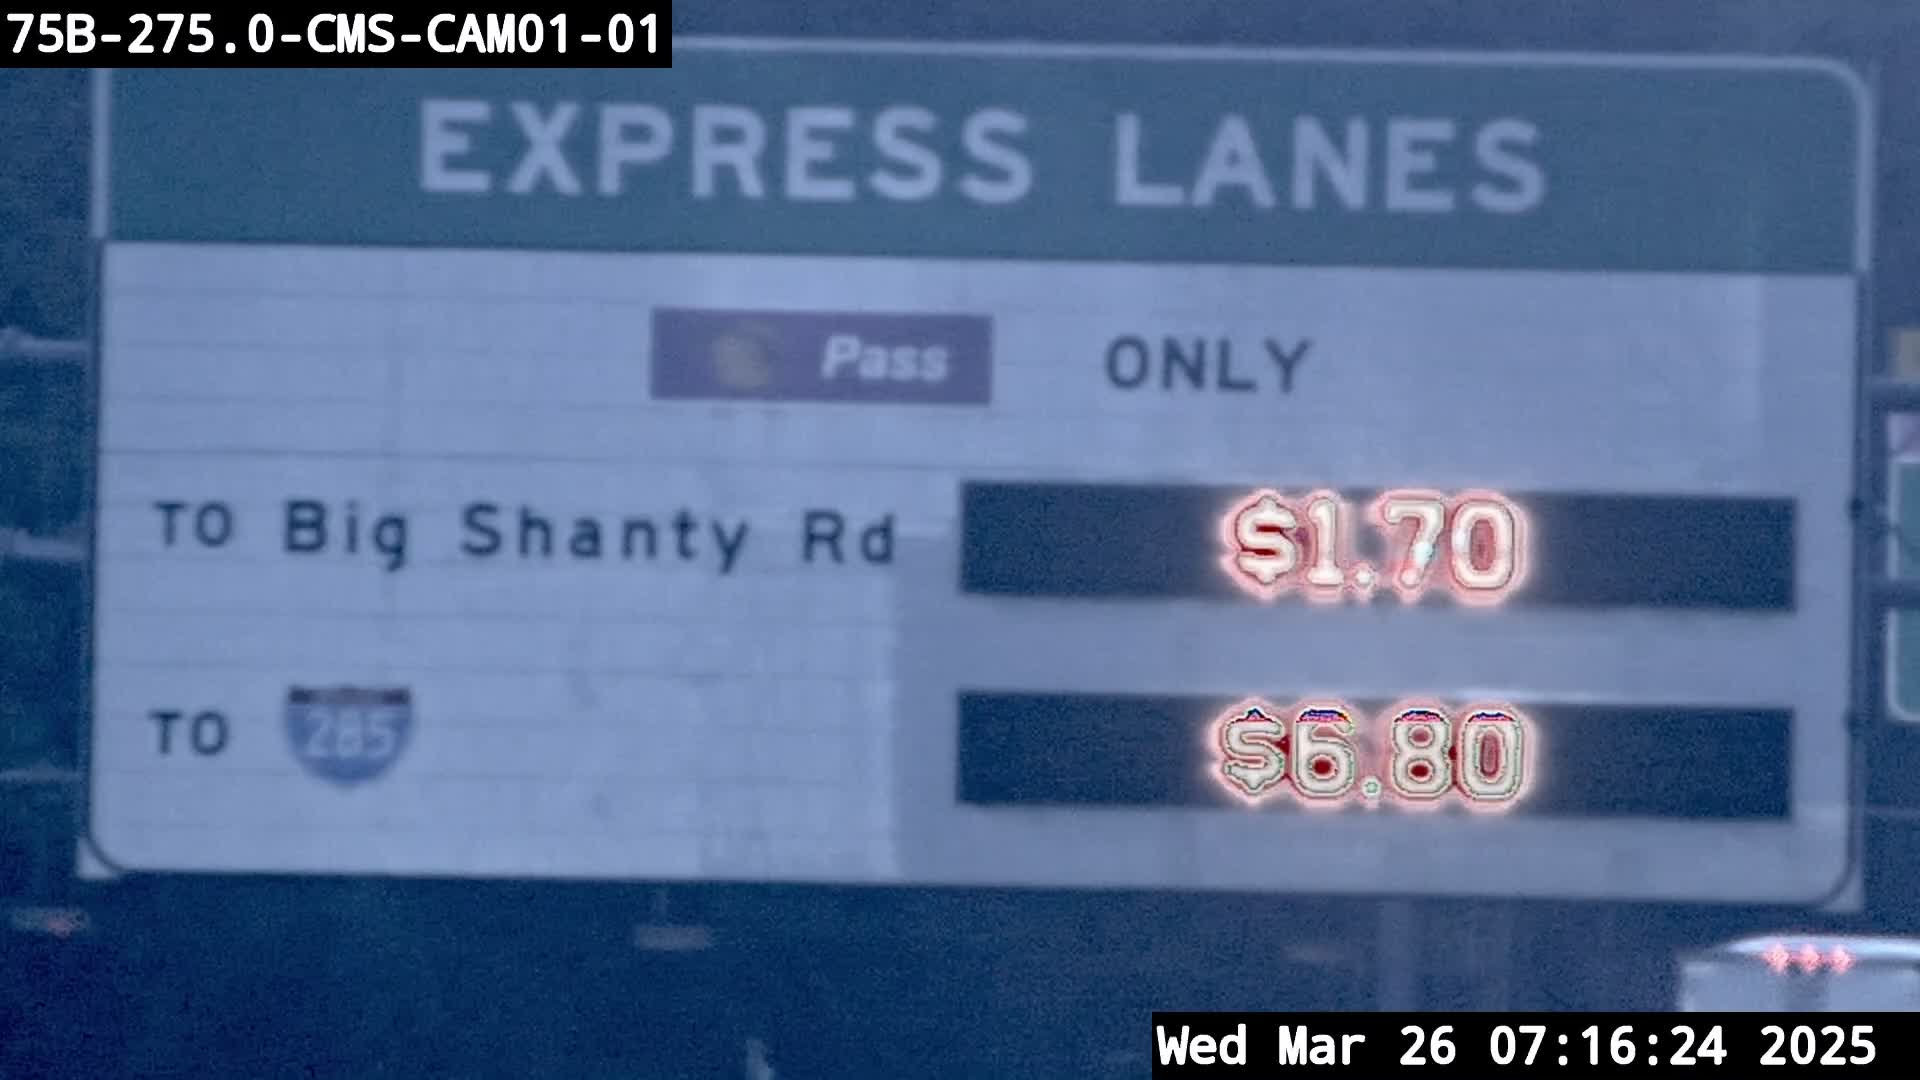 75B-275.0-CMS-CAM01-01
EXPRESS LANES
Pass ONLY
TO Big Shanty Rd $1.70
TO 285 $6.80
Wed Mar 26 07:16:24 2025